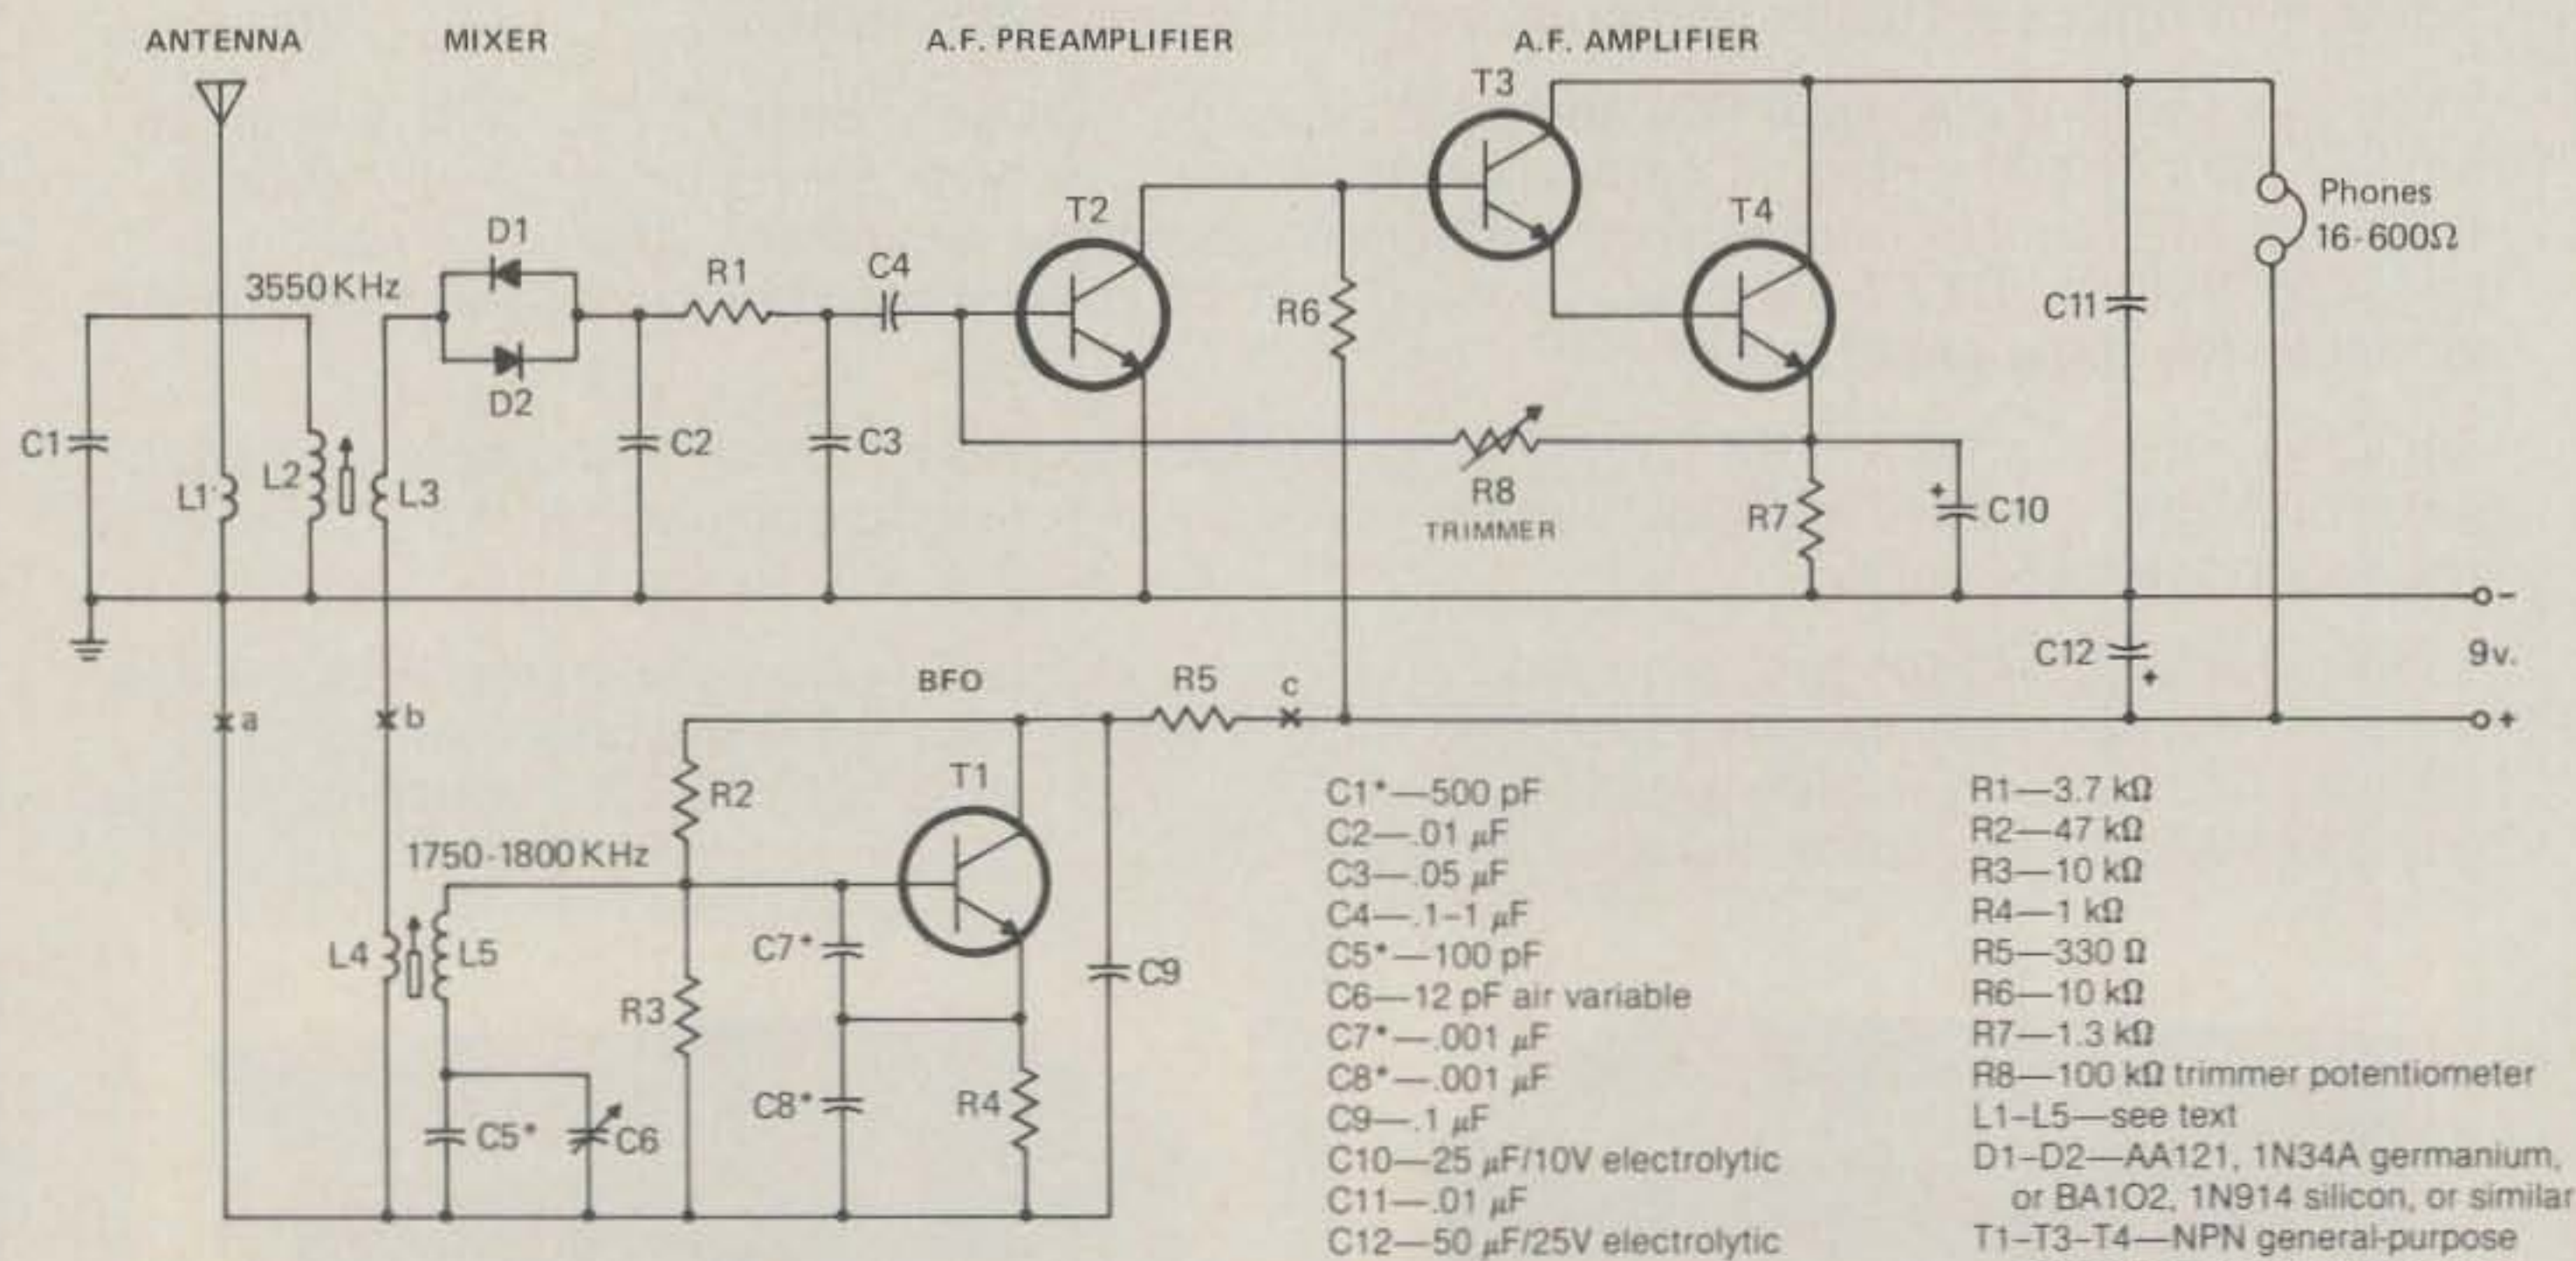 ANTENNA
MIXER
A.F. PREAMPLIFIER
A.F. AMPLIFIER
T3
Phones
16-600Ω
T2
T4
D1
3550 KHz
R1
C4
R6
C11
D2
C1
C2
C3
L1
L2
L3
R8
TRIMMER
R7
C10
+
-
C12
+
9v.
+
a
b
BFO
R5
c
R2
T1
1750-1800 KHz
L4
L5
C7*
R3
C9
C8*
R4
C5*
C6
C1*—500 pF
C2—.01 µF
C3—.05 µF
C4—.1–1 µF
C5*—100 pF
C6—12 pF air variable
C7*—.001 µF
C8*—.001 µF
C9—.1 µF
C10—25 µF/10V electrolytic
C11—.01 µF
C12—50 µF/25V electrolytic
R1—3.7 kΩ
R2—47 kΩ
R3—10 kΩ
R4—1 kΩ
R5—330 Ω
R6—10 kΩ
R7—1.3 kΩ
R8—100 kΩ trimmer potentiometer
L1–L5—see text
D1–D2—AA121, 1N34A germanium,
or BA1O2, 1N914 silicon, or similar
T1–T3–T4—NPN general-purpose